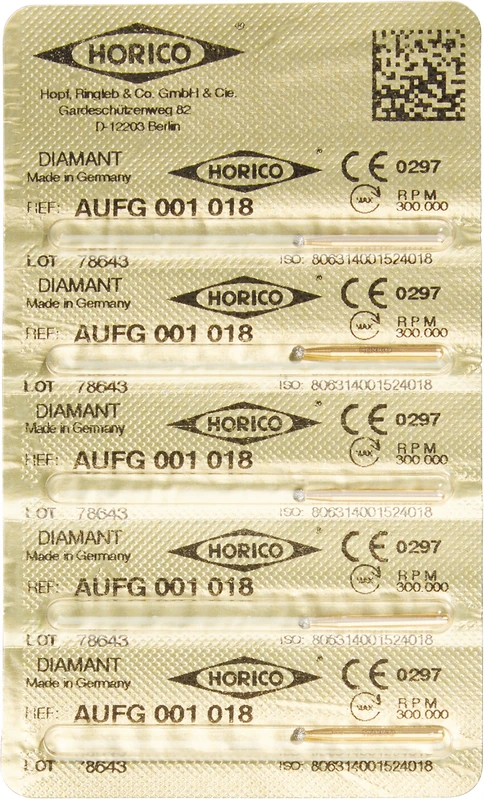 HORICO ®
Hopf, Ringleb & Co. GmbH & Cie.
Gardeschützenweg 82
D-12203 Berlin
DIAMANT HORICO ® CE 0297
Made in Germany MAX RPM
REF: AUFG 001 018 300.000
LOT 78643 ISO: 806314001524018
DIAMANT HORICO ® CE 0297
Made in Germany MAX RPM
REF: AUFG 001 018 300.000
LOT 78643 ISO: 806314001524018
DIAMANT HORICO ® CE 0297
Made in Germany MAX RPM
REF: AUFG 001 018 300.000
LOT 78643 ISO: 806314001524018
DIAMANT HORICO ® CE 0297
Made in Germany MAX RPM
REF: AUFG 001 018 300.000
LOT 78643 ISO: 806314001524018
DIAMANT HORICO ® CE 0297
Made in Germany MAX RPM
REF: AUFG 001 018 300.000
LOT 78643 ISO: 806314001524018